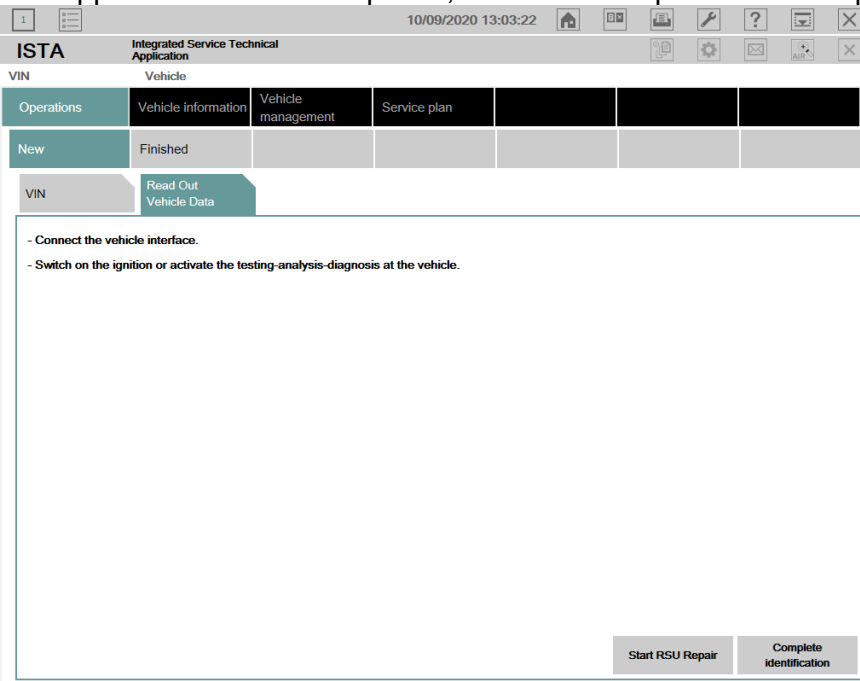 1
10/09/2020 13:03:22
?
ISTA
Integrated Service Technical
Application
AIR
VIN
Vehicle
Operations
Vehicle information
Vehicle
management
Service plan
New
Finished
VIN
Read Out
Vehicle Data
- Connect the vehicle interface.
- Switch on the ignition or activate the testing-analysis-diagnosis at the vehicle.
Start RSU Repair
Complete
identification